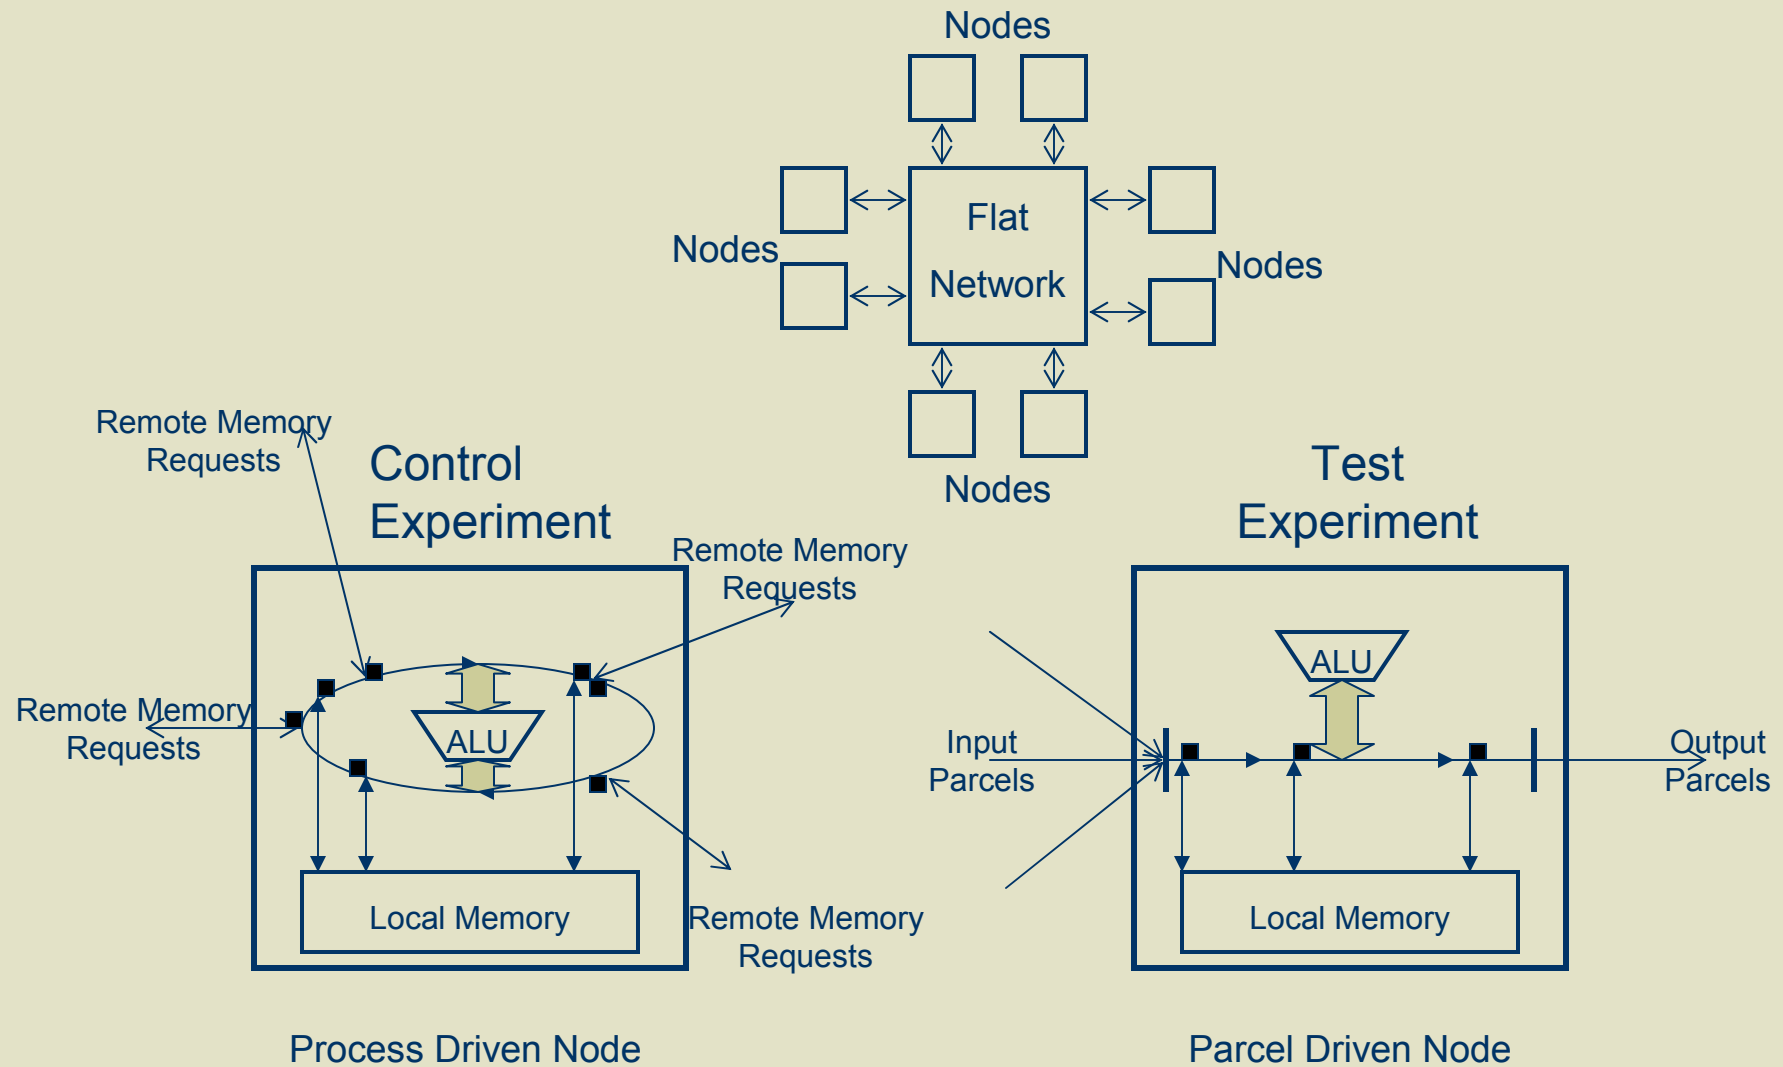 Nodes
Flat
Network
Nodes
Nodes
Nodes
Remote Memory
Requests
Control
Experiment
Remote Memory
Requests
Test
Experiment
Remote Memory
Requests
ALU
Local Memory
Remote Memory
Requests
Process Driven Node
Input
Parcels
ALU
Local Memory
Output
Parcels
Parcel Driven Node